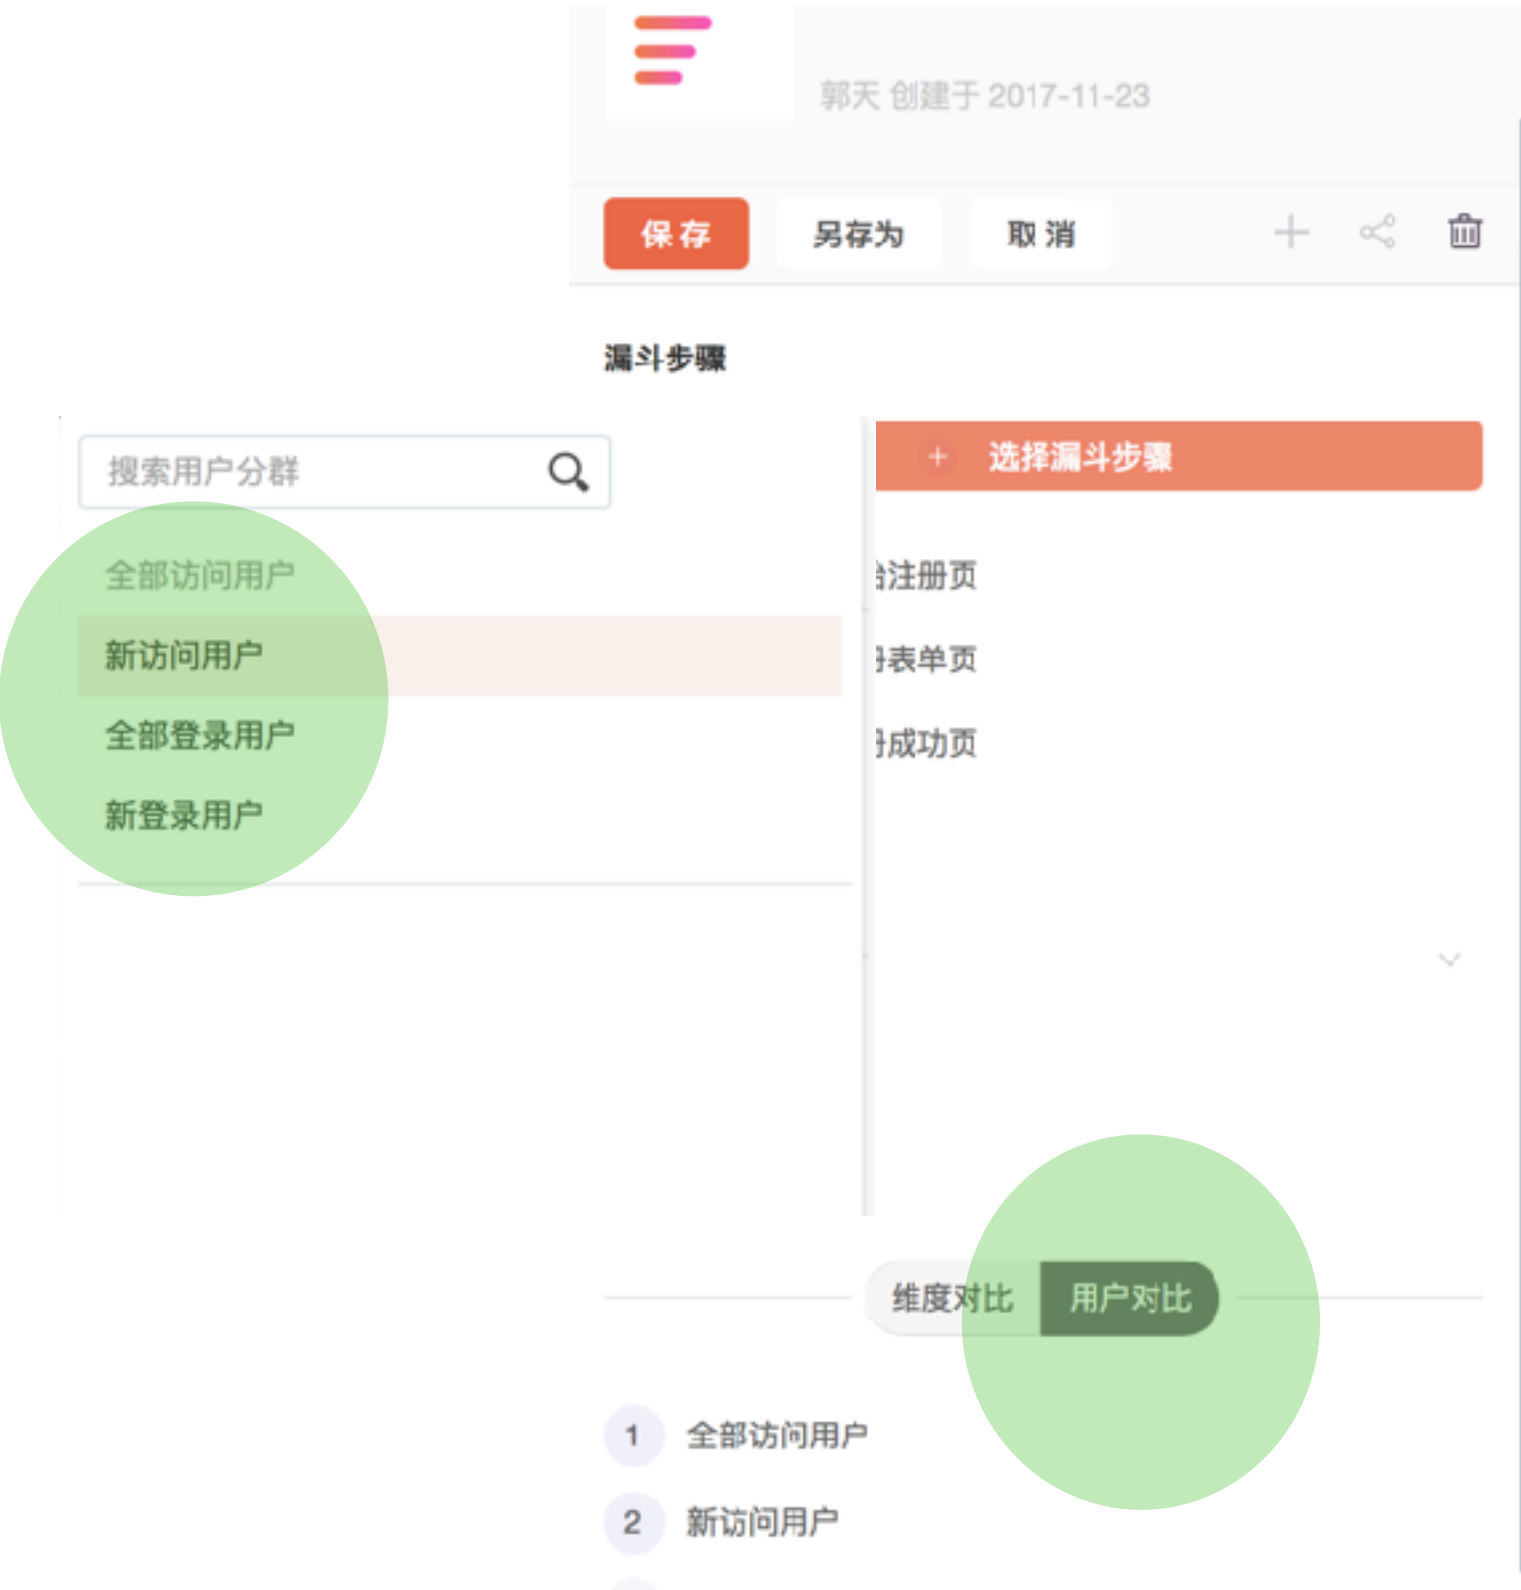 郭天 创建于 2017-11-23
保存 另存为 取消
漏斗步骤
搜索用户分群
+ 选择漏斗步骤
全部访问用户
新访问用户
全部登录用户
新登录用户
注册页
表单页
成功页
维度对比 用户对比
1 全部访问用户
2 新访问用户